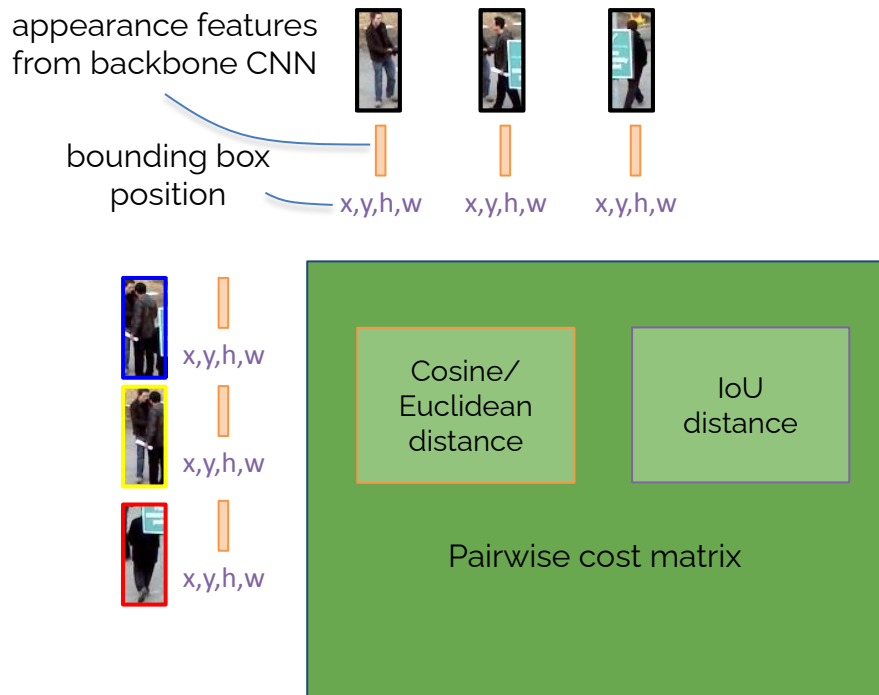 appearance features
from backbone CNN
bounding box
position
x,y,h,w
x,y,h,w
x,y,h,w
x,y,h,w
x,y,h,w
x,y,h,w
Cosine/
Euclidean
distance
IoU
distance
Pairwise cost matrix